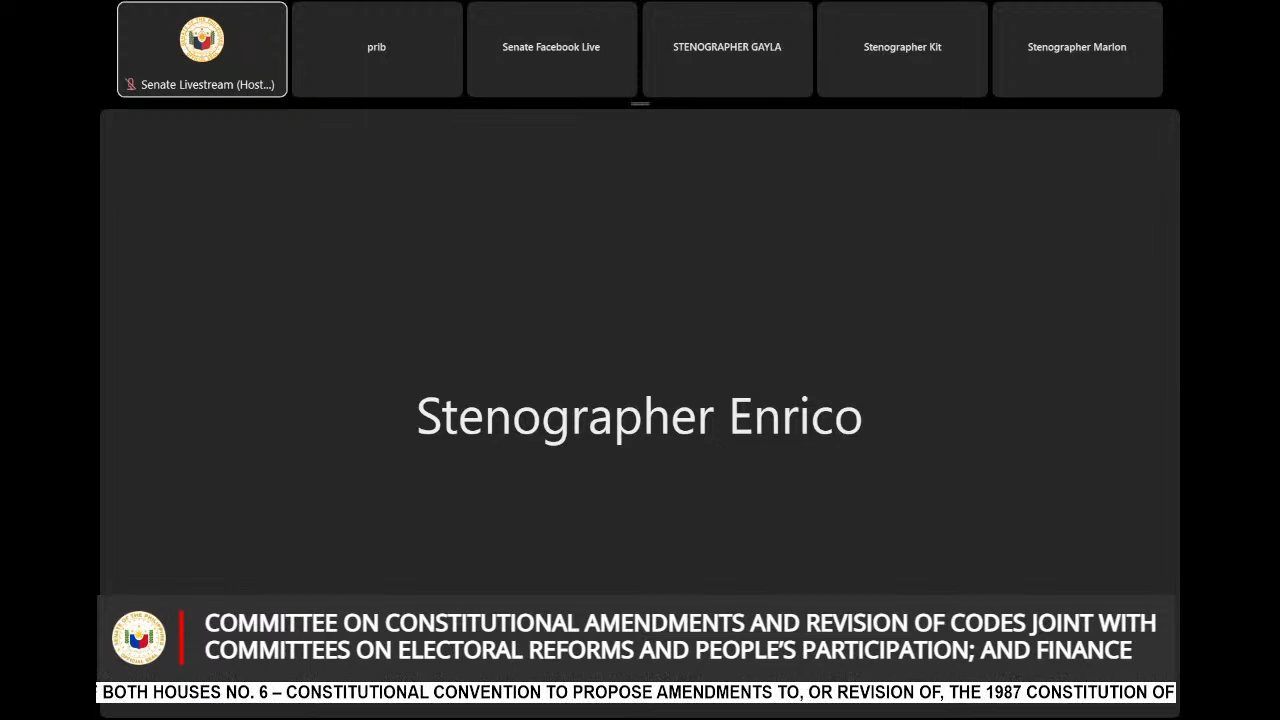 Senate Livestream (Host...)
prib
Senate Facebook Live
STENOGRAPHER GAYLA
Stenographer Kit
Stenographer Marlon
Stenographer Enrico
COMMITTEE ON CONSTITUTIONAL AMENDMENTS AND REVISION OF CODES JOINT WITH
COMMITTEES ON ELECTORAL REFORMS AND PEOPLE'S PARTICIPATION; AND FINANCE
BOTH HOUSES NO. 6 – CONSTITUTIONAL CONVENTION TO PROPOSE AMENDMENTS TO, OR REVISION OF, THE 1987 CONSTITUTION OF